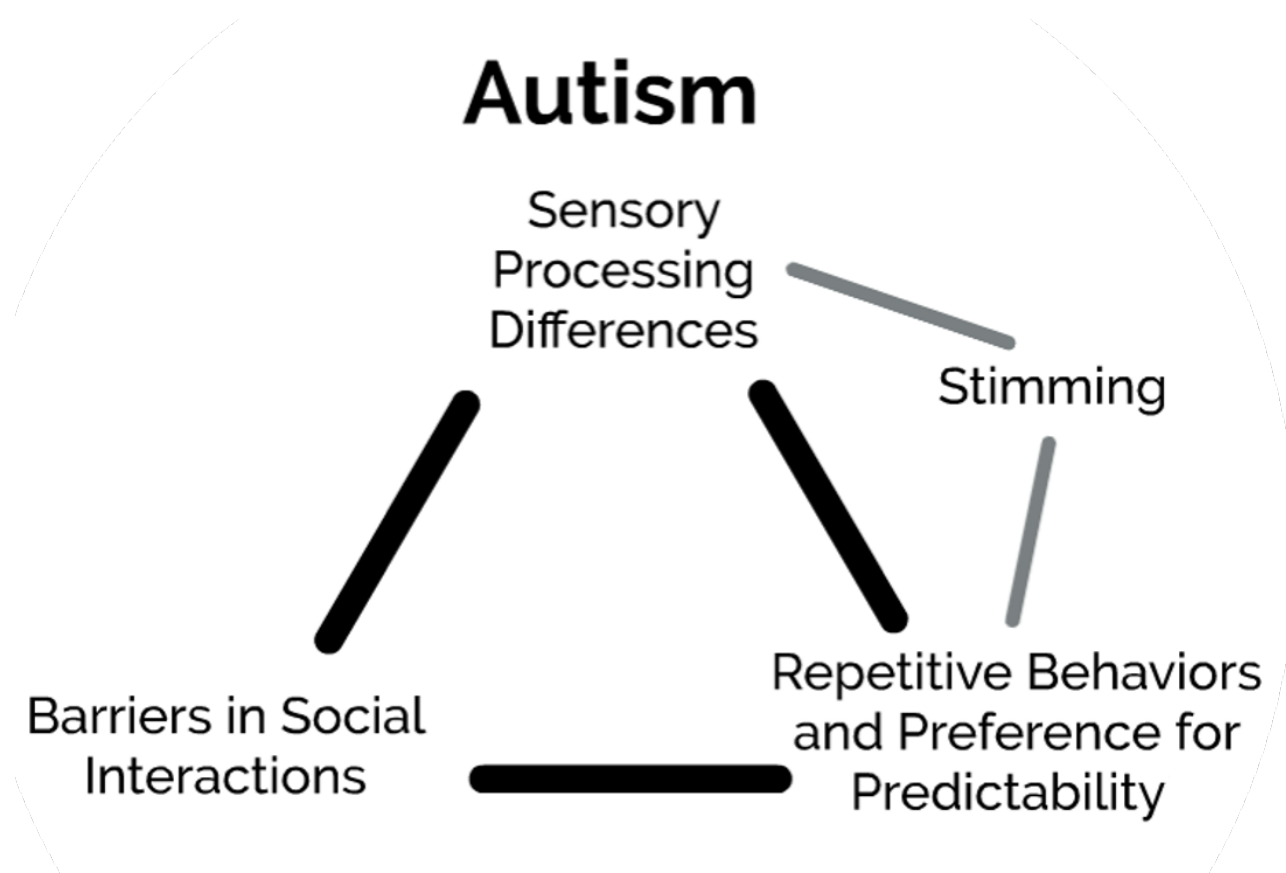 Autism
Sensory
Processing
Differences
Stimming
Barriers in Social
Interactions
Repetitive Behaviors
and Preference for
Predictability